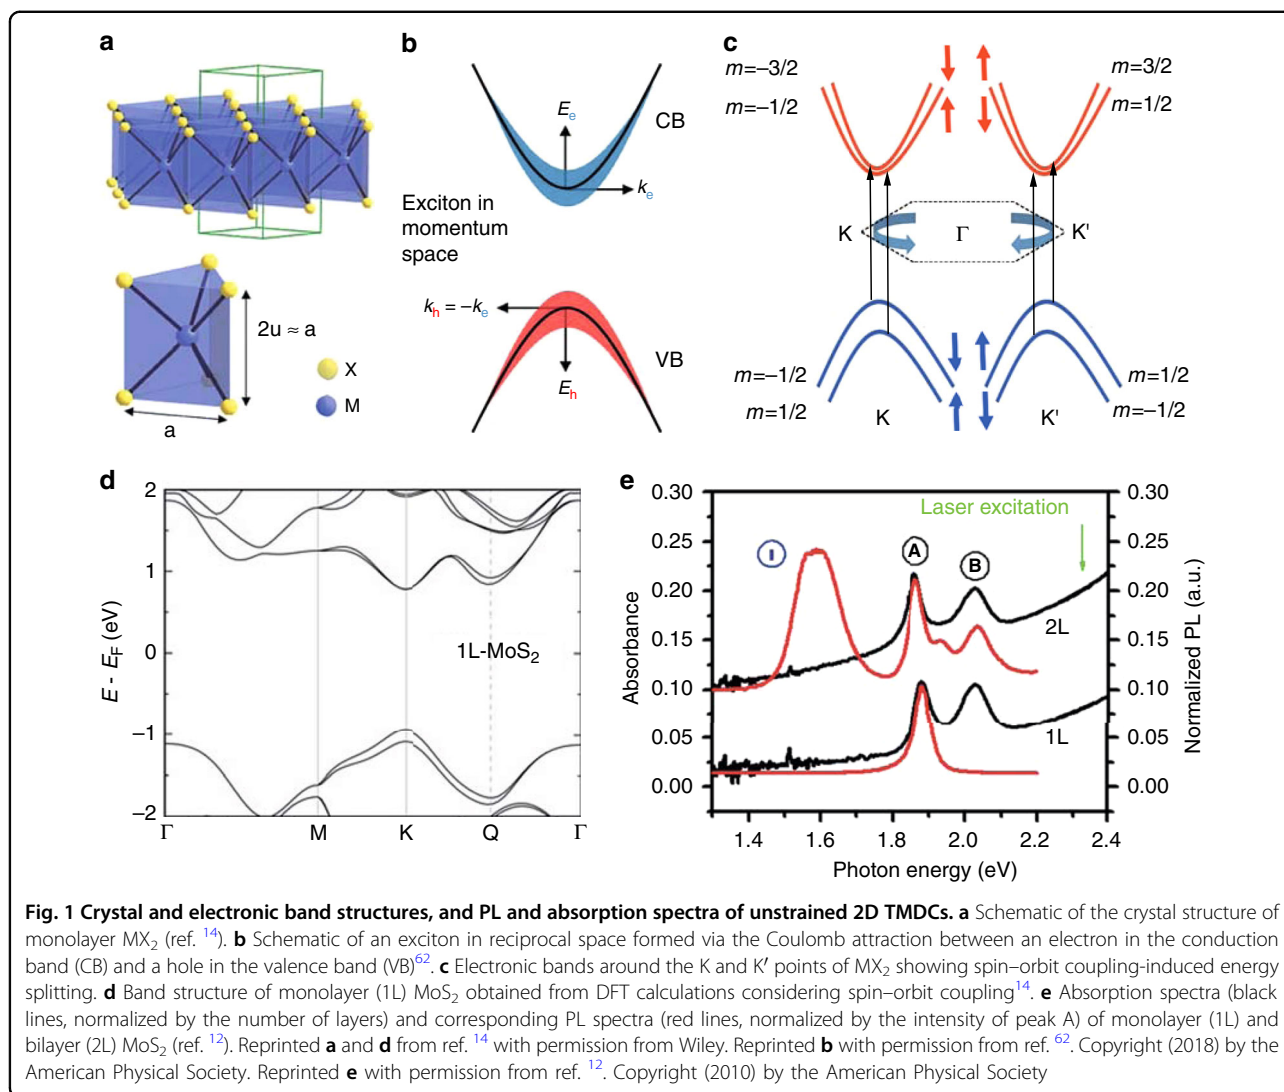 a
2u ≈ a
X
M
a
b
E_e
CB
k_e
Exciton in
momentum
space
k_h = −k_e
VB
E_h
c
m=−3/2
m=3/2
m=−1/2
m=1/2
K
Γ
K'
m=−1/2
m=1/2
m=1/2
m=−1/2
K
K'
d
2
1
0
−1
−2
E - E_F (eV)
1L-MoS₂
Γ
M
K
Q
Γ
e
0.30
0.25
0.20
0.15
0.10
0.05
0.00
Absorbance
Laser excitation
I
A
B
2L
1L
0.30
0.25
0.20
0.15
0.10
0.05
0.00
Normalized PL (a.u.)
1.4
1.6
1.8
2.0
2.2
2.4
Photon energy (eV)
Fig. 1 Crystal and electronic band structures, and PL and absorption spectra of unstrained 2D TMDCs. a Schematic of the crystal structure of
monolayer MX₂ (ref. ¹⁴). b Schematic of an exciton in reciprocal space formed via the Coulomb attraction between an electron in the conduction
band (CB) and a hole in the valence band (VB)⁶². c Electronic bands around the K and K′ points of MX₂ showing spin–orbit coupling-induced energy
splitting. d Band structure of monolayer (1L) MoS₂ obtained from DFT calculations considering spin–orbit coupling¹⁴. e Absorption spectra (black
lines, normalized by the number of layers) and corresponding PL spectra (red lines, normalized by the intensity of peak A) of monolayer (1L) and
bilayer (2L) MoS₂ (ref. ¹²). Reprinted a and d from ref. ¹⁴ with permission from Wiley. Reprinted b with permission from ref. ⁶². Copyright (2018) by the
American Physical Society. Reprinted e with permission from ref. ¹². Copyright (2010) by the American Physical Society